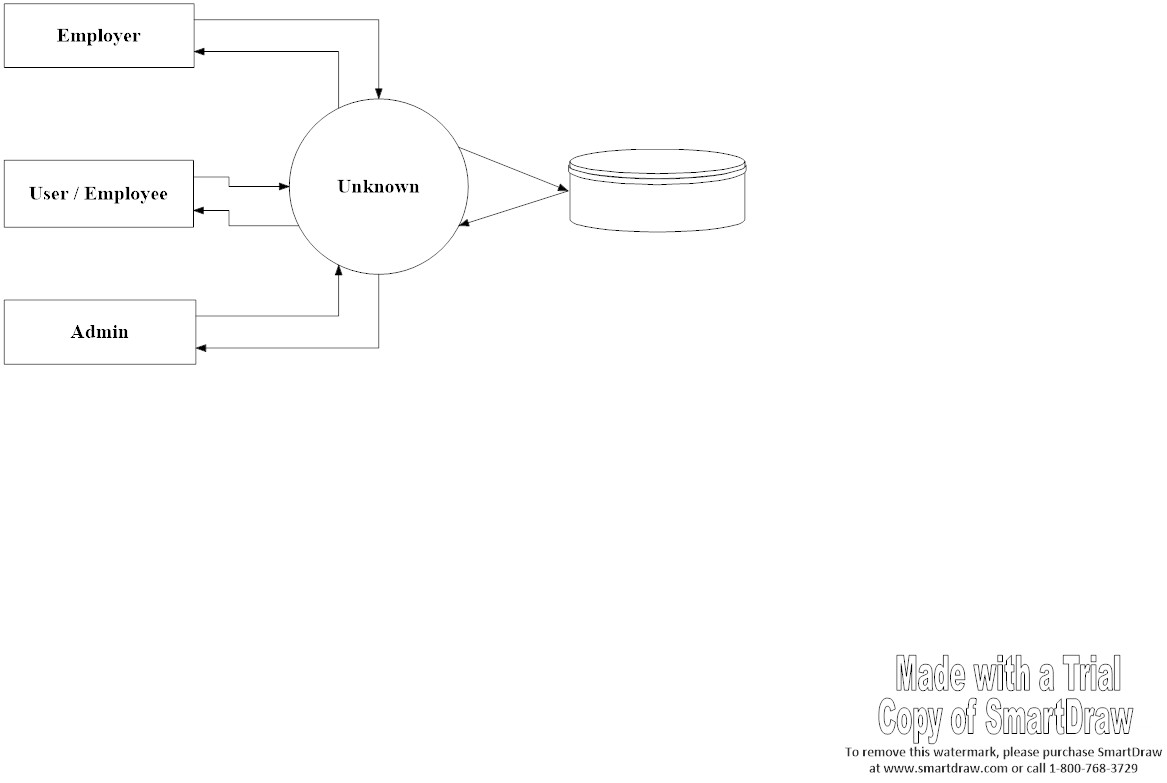 Employer
User / Employee
Unknown
Admin
Made with a Trial
Copy of SmartDraw
To remove this watermark, please purchase SmartDraw
at www.smartdraw.com or call 1-800-768-3729